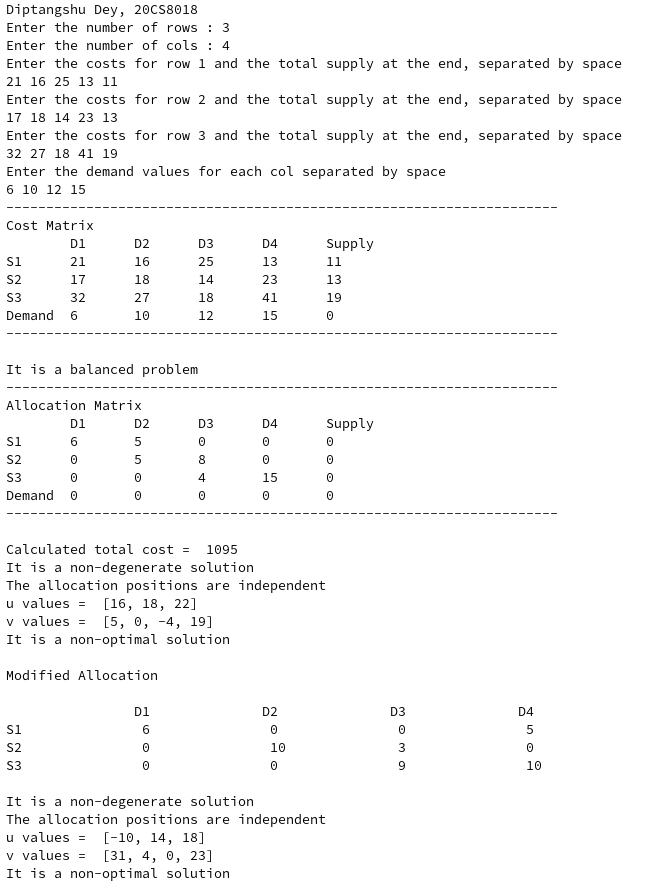 Diptangshu Dey, 20CS8018
Enter the number of rows : 3
Enter the number of cols : 4
Enter the costs for row 1 and the total supply at the end, separated by space
21 16 25 13 11
Enter the costs for row 2 and the total supply at the end, separated by space
17 18 14 23 13
Enter the costs for row 3 and the total supply at the end, separated by space
32 27 18 41 19
Enter the demand values for each col separated by space
6 10 12 15
---------------------------------------------------------------------
Cost Matrix
        D1      D2      D3      D4      Supply
S1      21      16      25      13      11
S2      17      18      14      23      13
S3      32      27      18      41      19
Demand  6       10      12      15      0
---------------------------------------------------------------------
It is a balanced problem
---------------------------------------------------------------------
Allocation Matrix
        D1      D2      D3      D4      Supply
S1      6       5       0       0       0
S2      0       5       8       0       0
S3      0       0       4       15      0
Demand  0       0       0       0       0
---------------------------------------------------------------------
Calculated total cost =  1095
It is a non-degenerate solution
The allocation positions are independent
u values =  [16, 18, 22]
v values =  [5, 0, -4, 19]
It is a non-optimal solution
Modified Allocation
                D1              D2              D3              D4
S1               6               0               0               5
S2               0               10              3               0
S3               0               0               9               10
It is a non-degenerate solution
The allocation positions are independent
u values =  [-10, 14, 18]
v values =  [31, 4, 0, 23]
It is a non-optimal solution